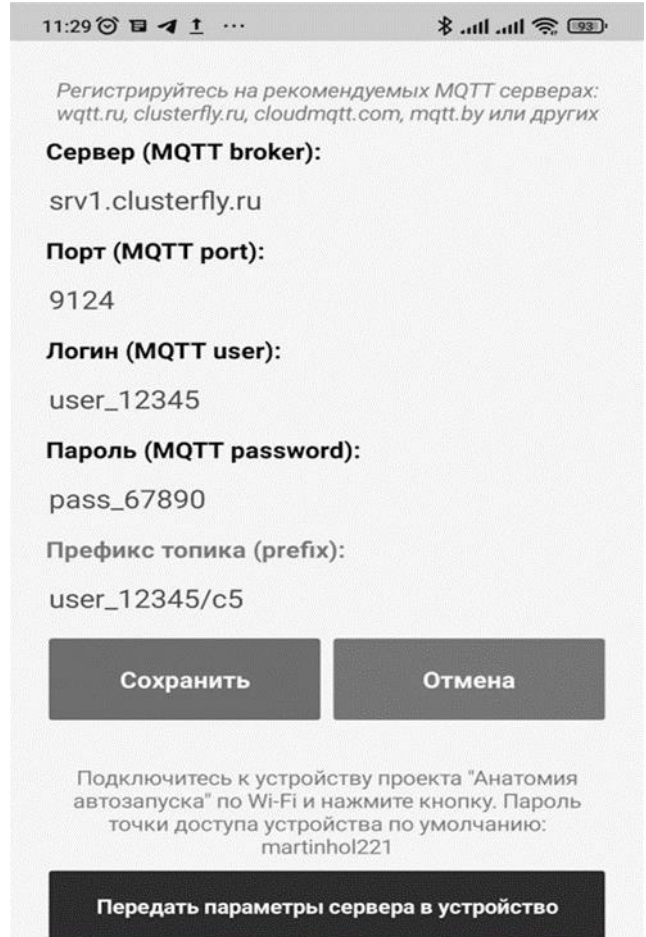 11:29 ...
93
Регистрируйтесь на рекомендуемых MQTT серверах:
wqtt.ru, clusterfly.ru, cloudmqtt.com, mqtt.by или других
Сервер (MQTT broker):
srv1.clusterfly.ru
Порт (MQTT port):
9124
Логин (MQTT user):
user_12345
Пароль (MQTT password):
pass_67890
Префикс топика (prefix):
user_12345/c5
Сохранить
Отмена
Подключитесь к устройству проекта "Анатомия
автозапуска" по Wi-Fi и нажмите кнопку. Пароль
точки доступа устройства по умолчанию:
martinhol221
Передать параметры сервера в устройство